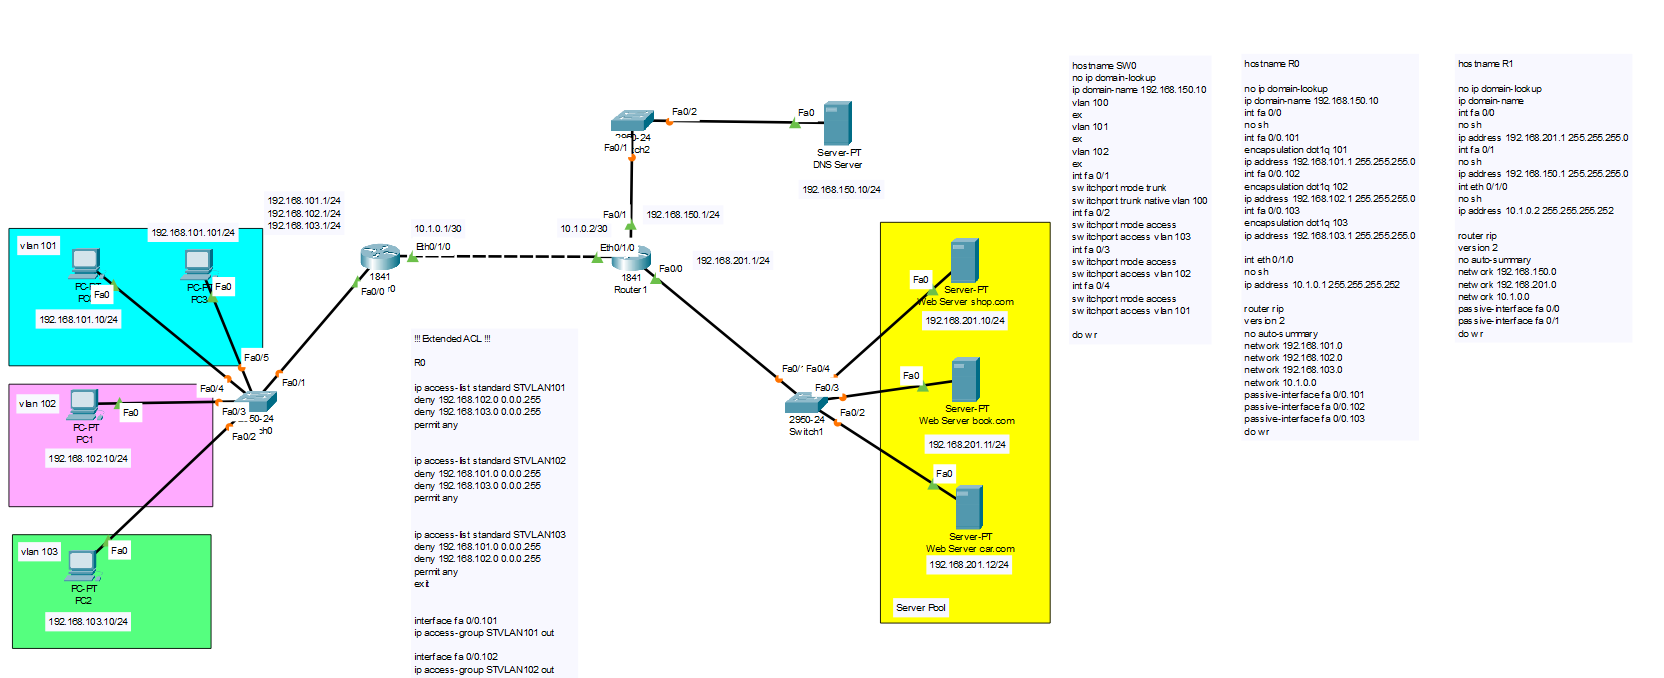 Fa0/2
Fa0
2950-24
Fa0/1
Server-PT
DNS Server
192.168.150.10/24
192.168.101.1/24
192.168.102.1/24
192.168.103.1/24
Fa0/1
192.168.150.1/24
10.1.0.1/30
10.1.0.2/30
Eth0/1/0
Eth0/1/0
192.168.201.1/24
1841
Fa0/0
1841
Router1
Fa0/0
vlan 101
192.168.101.101/24
PC-PT
Fa0
PC3
Fa0
192.168.101.10/24
Fa0/5
Fa0/1
Fa0/4
Fa0/3
Fa0/2
vlan 102
Fa0
PC-PT
PC1
192.168.102.10/24
vlan 103
Fa0
PC-PT
PC2
192.168.103.10/24
!!! Extended ACL !!!
R0
ip access-list standard STVLAN101
deny 192.168.102.0 0.0.0.255
deny 192.168.103.0 0.0.0.255
permit any
ip access-list standard STVLAN102
deny 192.168.101.0 0.0.0.255
deny 192.168.103.0 0.0.0.255
permit any
ip access-list standard STVLAN103
deny 192.168.101.0 0.0.0.255
deny 192.168.102.0 0.0.0.255
permit any
exit
interface fa 0/0.101
ip access-group STVLAN101 out
interface fa 0/0.102
ip access-group STVLAN102 out
Fa0/4
Fa0/3
Fa0/2
2950-24
Switch1
Fa0
Server-PT
Web Server shop.com
192.168.201.10/24
Fa0
Server-PT
Web Server book.com
192.168.201.11/24
Fa0
Server-PT
Web Server car.com
192.168.201.12/24
Server Pool
hostname SW0
no ip domain-lookup
ip domain-name 192.168.150.10
vlan 100
ex
vlan 101
ex
vlan 102
ex
int fa 0/1
switchport mode trunk
switchport trunk native vlan 100
int fa 0/2
switchport mode access
switchport access vlan 103
int fa 0/3
switchport mode access
switchport access vlan 102
int fa 0/4
switchport mode access
switchport access vlan 101
do wr
hostname R0
no ip domain-lookup
ip domain-name 192.168.150.10
int fa 0/0
no sh
int fa 0/0.101
encapsulation dot1q 101
ip address 192.168.101.1 255.255.255.0
int fa 0/0.102
encapsulation dot1q 102
ip address 192.168.102.1 255.255.255.0
int fa 0/0.103
encapsulation dot1q 103
ip address 192.168.103.1 255.255.255.0
int eth 0/1/0
no sh
ip address 10.1.0.1 255.255.255.252
router rip
version 2
no auto-summary
network 192.168.101.0
network 192.168.102.0
network 192.168.103.0
network 10.1.0.0
passive-interface fa 0/0.101
passive-interface fa 0/0.102
passive-interface fa 0/0.103
do wr
hostname R1
no ip domain-lookup
ip domain-name
int fa 0/0
no sh
ip address 192.168.201.1 255.255.255.0
int fa 0/1
no sh
ip address 192.168.150.1 255.255.255.0
int eth 0/1/0
no sh
ip address 10.1.0.2 255.255.255.252
router rip
version 2
no auto-summary
network 192.168.150.0
network 192.168.201.0
network 10.1.0.0
passive-interface fa 0/0
passive-interface fa 0/1
do wr